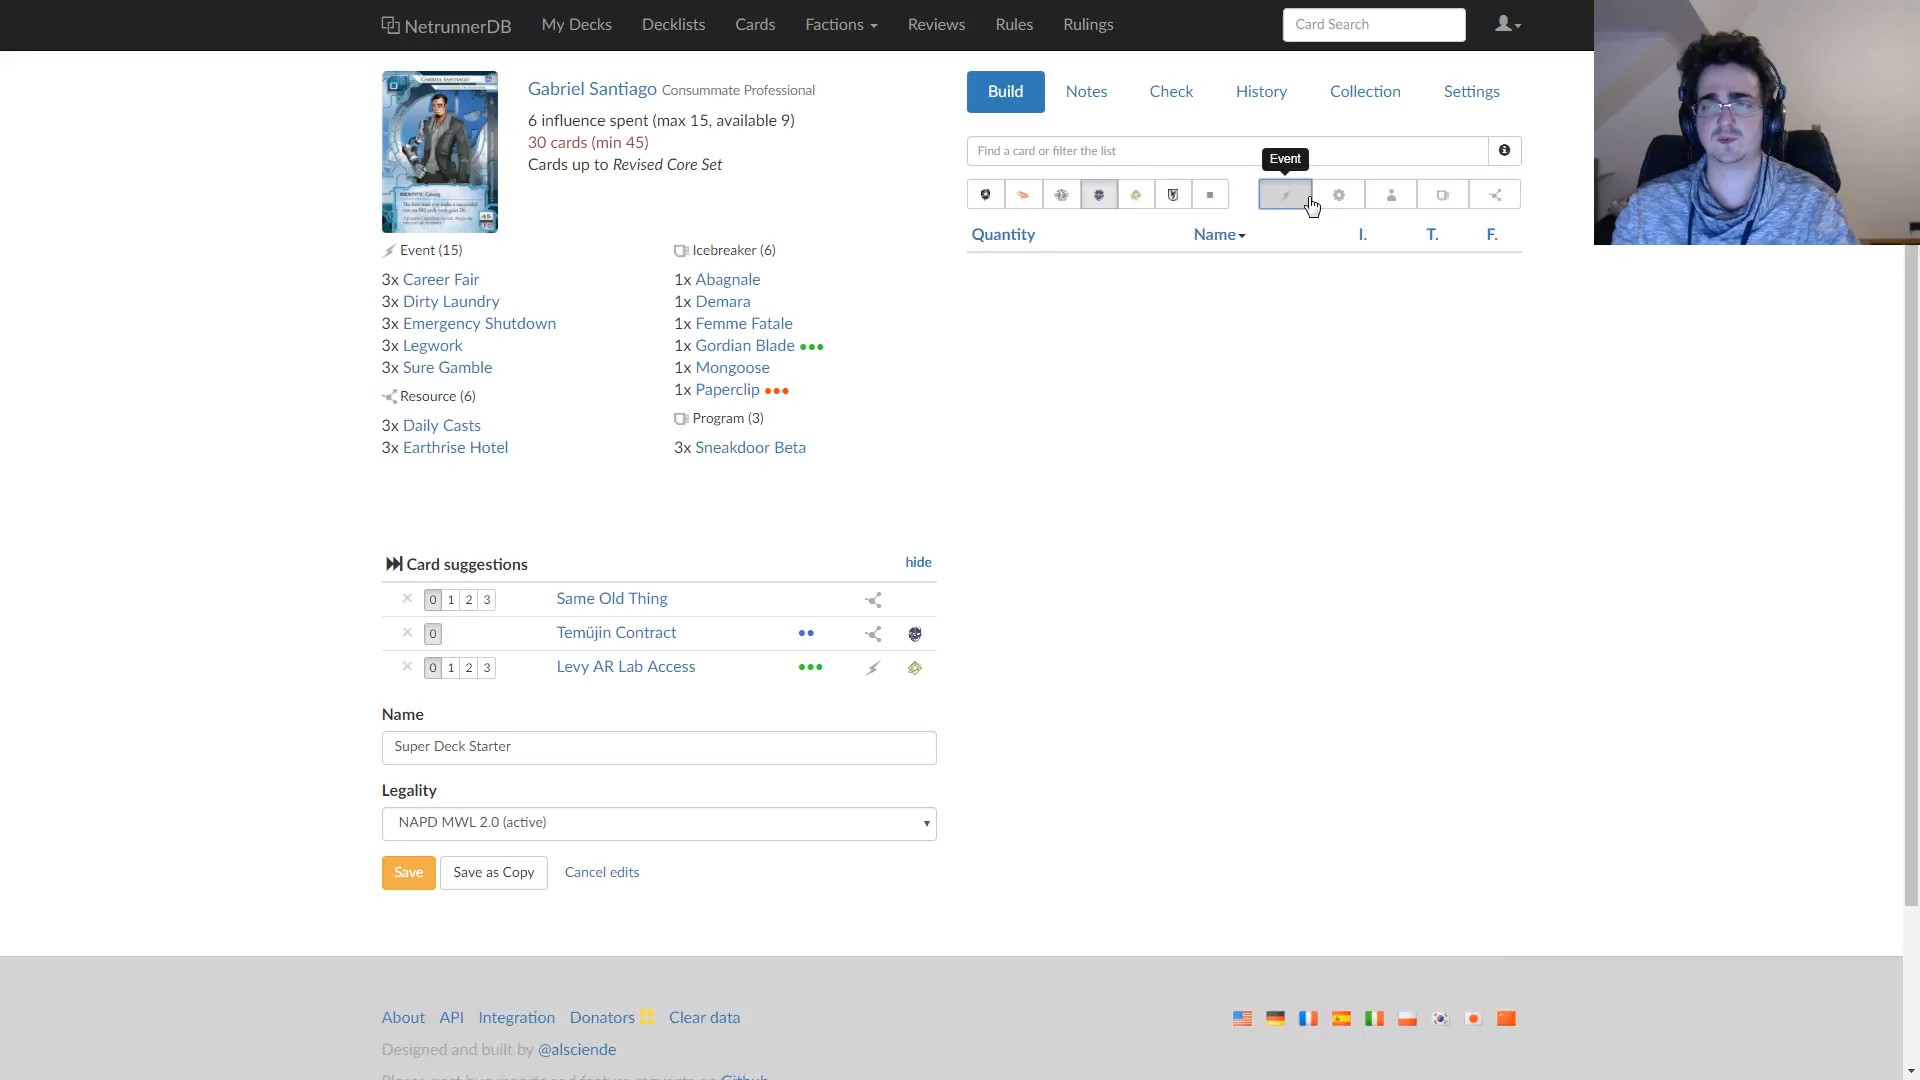 NetrunnerDB My Decks Decklists Cards Factions Reviews Rules Rulings Card Search
Gabriel Santiago Consummate Professional
6 influence spent (max 15, available 9)
30 cards (min 45)
Cards up to Revised Core Set
Build Notes Check History Collection Settings
Find a card or filter the list
Event
Quantity Name I. T. F.
Event (15)
3x Career Fair
3x Dirty Laundry
3x Emergency Shutdown
3x Legwork
3x Sure Gamble
Resource (6)
3x Daily Casts
3x Earthrise Hotel
Icebreaker (6)
1x Abagnale
1x Demara
1x Femme Fatale
1x Gordian Blade
1x Mongoose
1x Paperclip
Program (3)
3x Sneakdoor Beta
Card suggestions hide
0 1 2 3 Same Old Thing
0 Temüjin Contract
0 1 2 3 Levy AR Lab Access
Name
Super Deck Starter
Legality
NAPD MWL 2.0 (active)
Save Save as Copy Cancel edits
About API Integration Donators Clear data
Designed and built by @alsciende